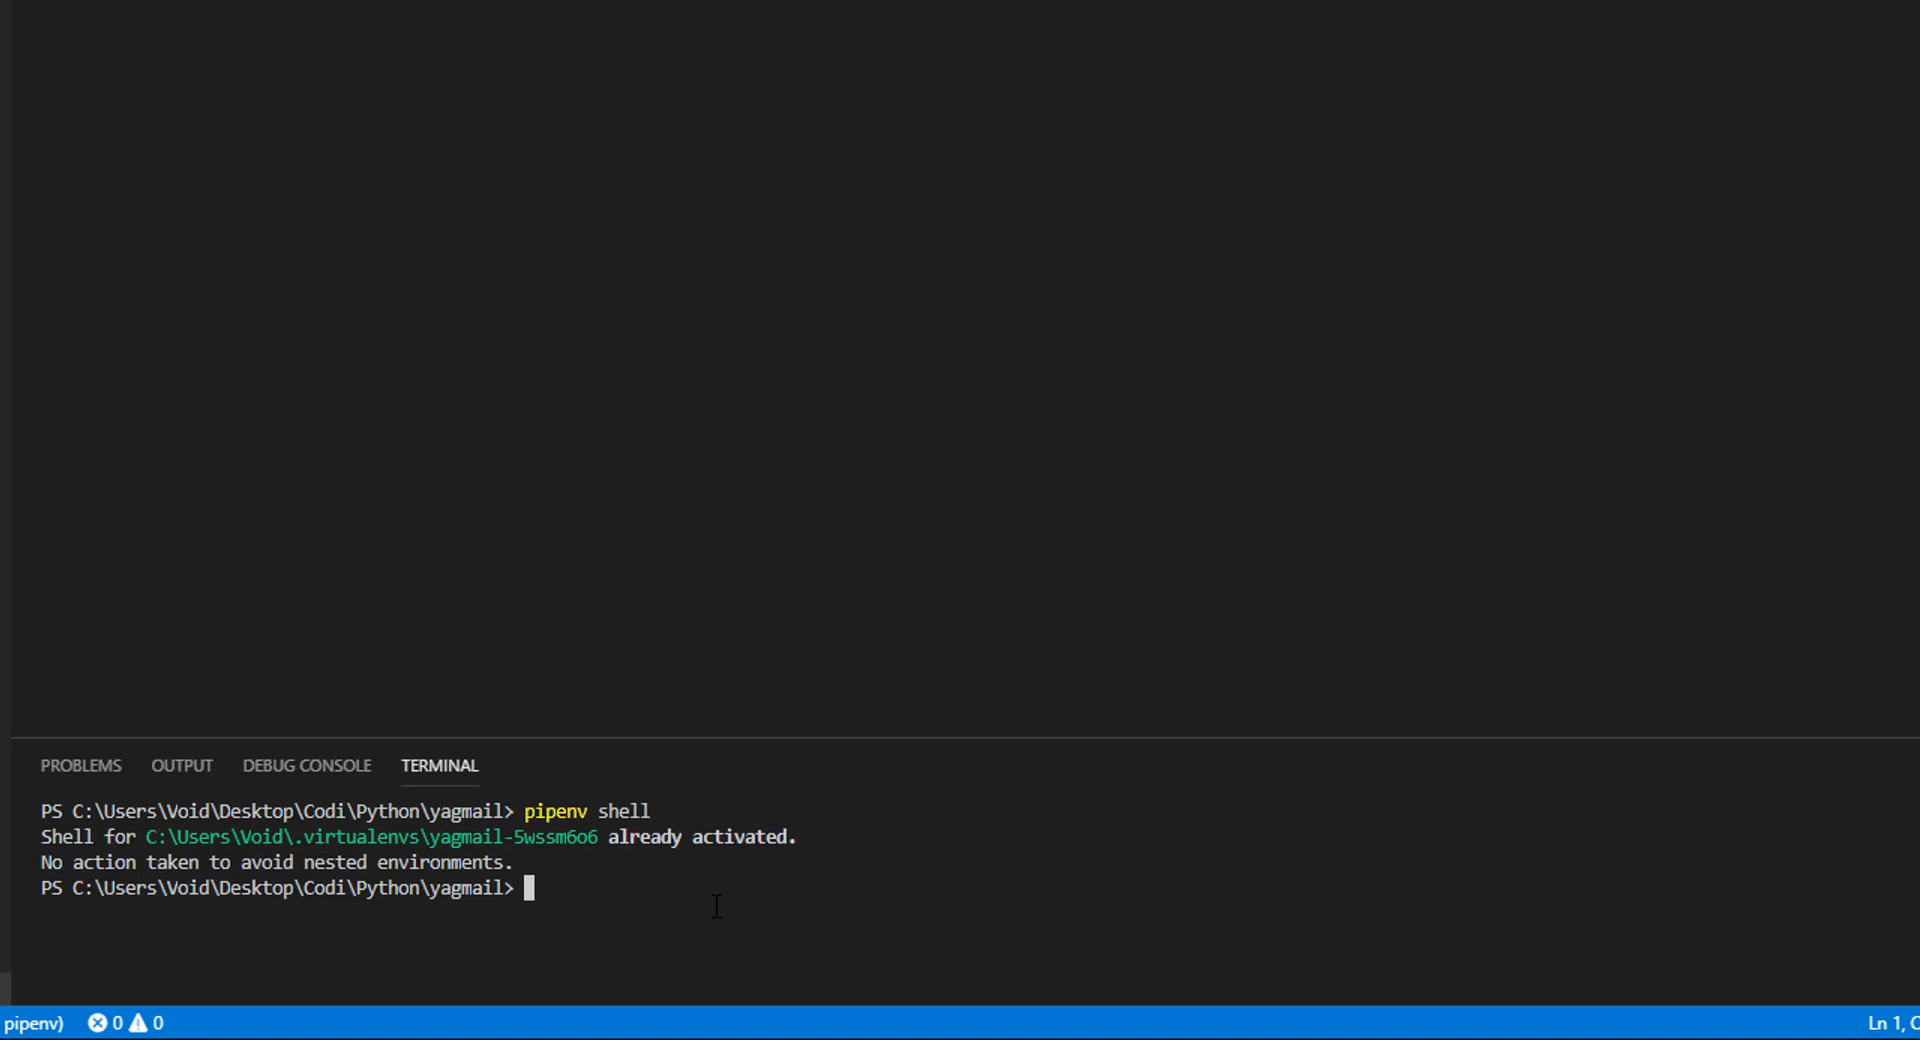 PROBLEMS OUTPUT DEBUG CONSOLE TERMINAL
PS C:\Users\Void\Desktop\Codi\Python\yagmail> pipenv shell
Shell for C:\Users\Void\.virtualenvs\yagmail-5wssm6o6 already activated.
No action taken to avoid nested environments.
PS C:\Users\Void\Desktop\Codi\Python\yagmail>
pipenv) 0 0 Ln 1, C